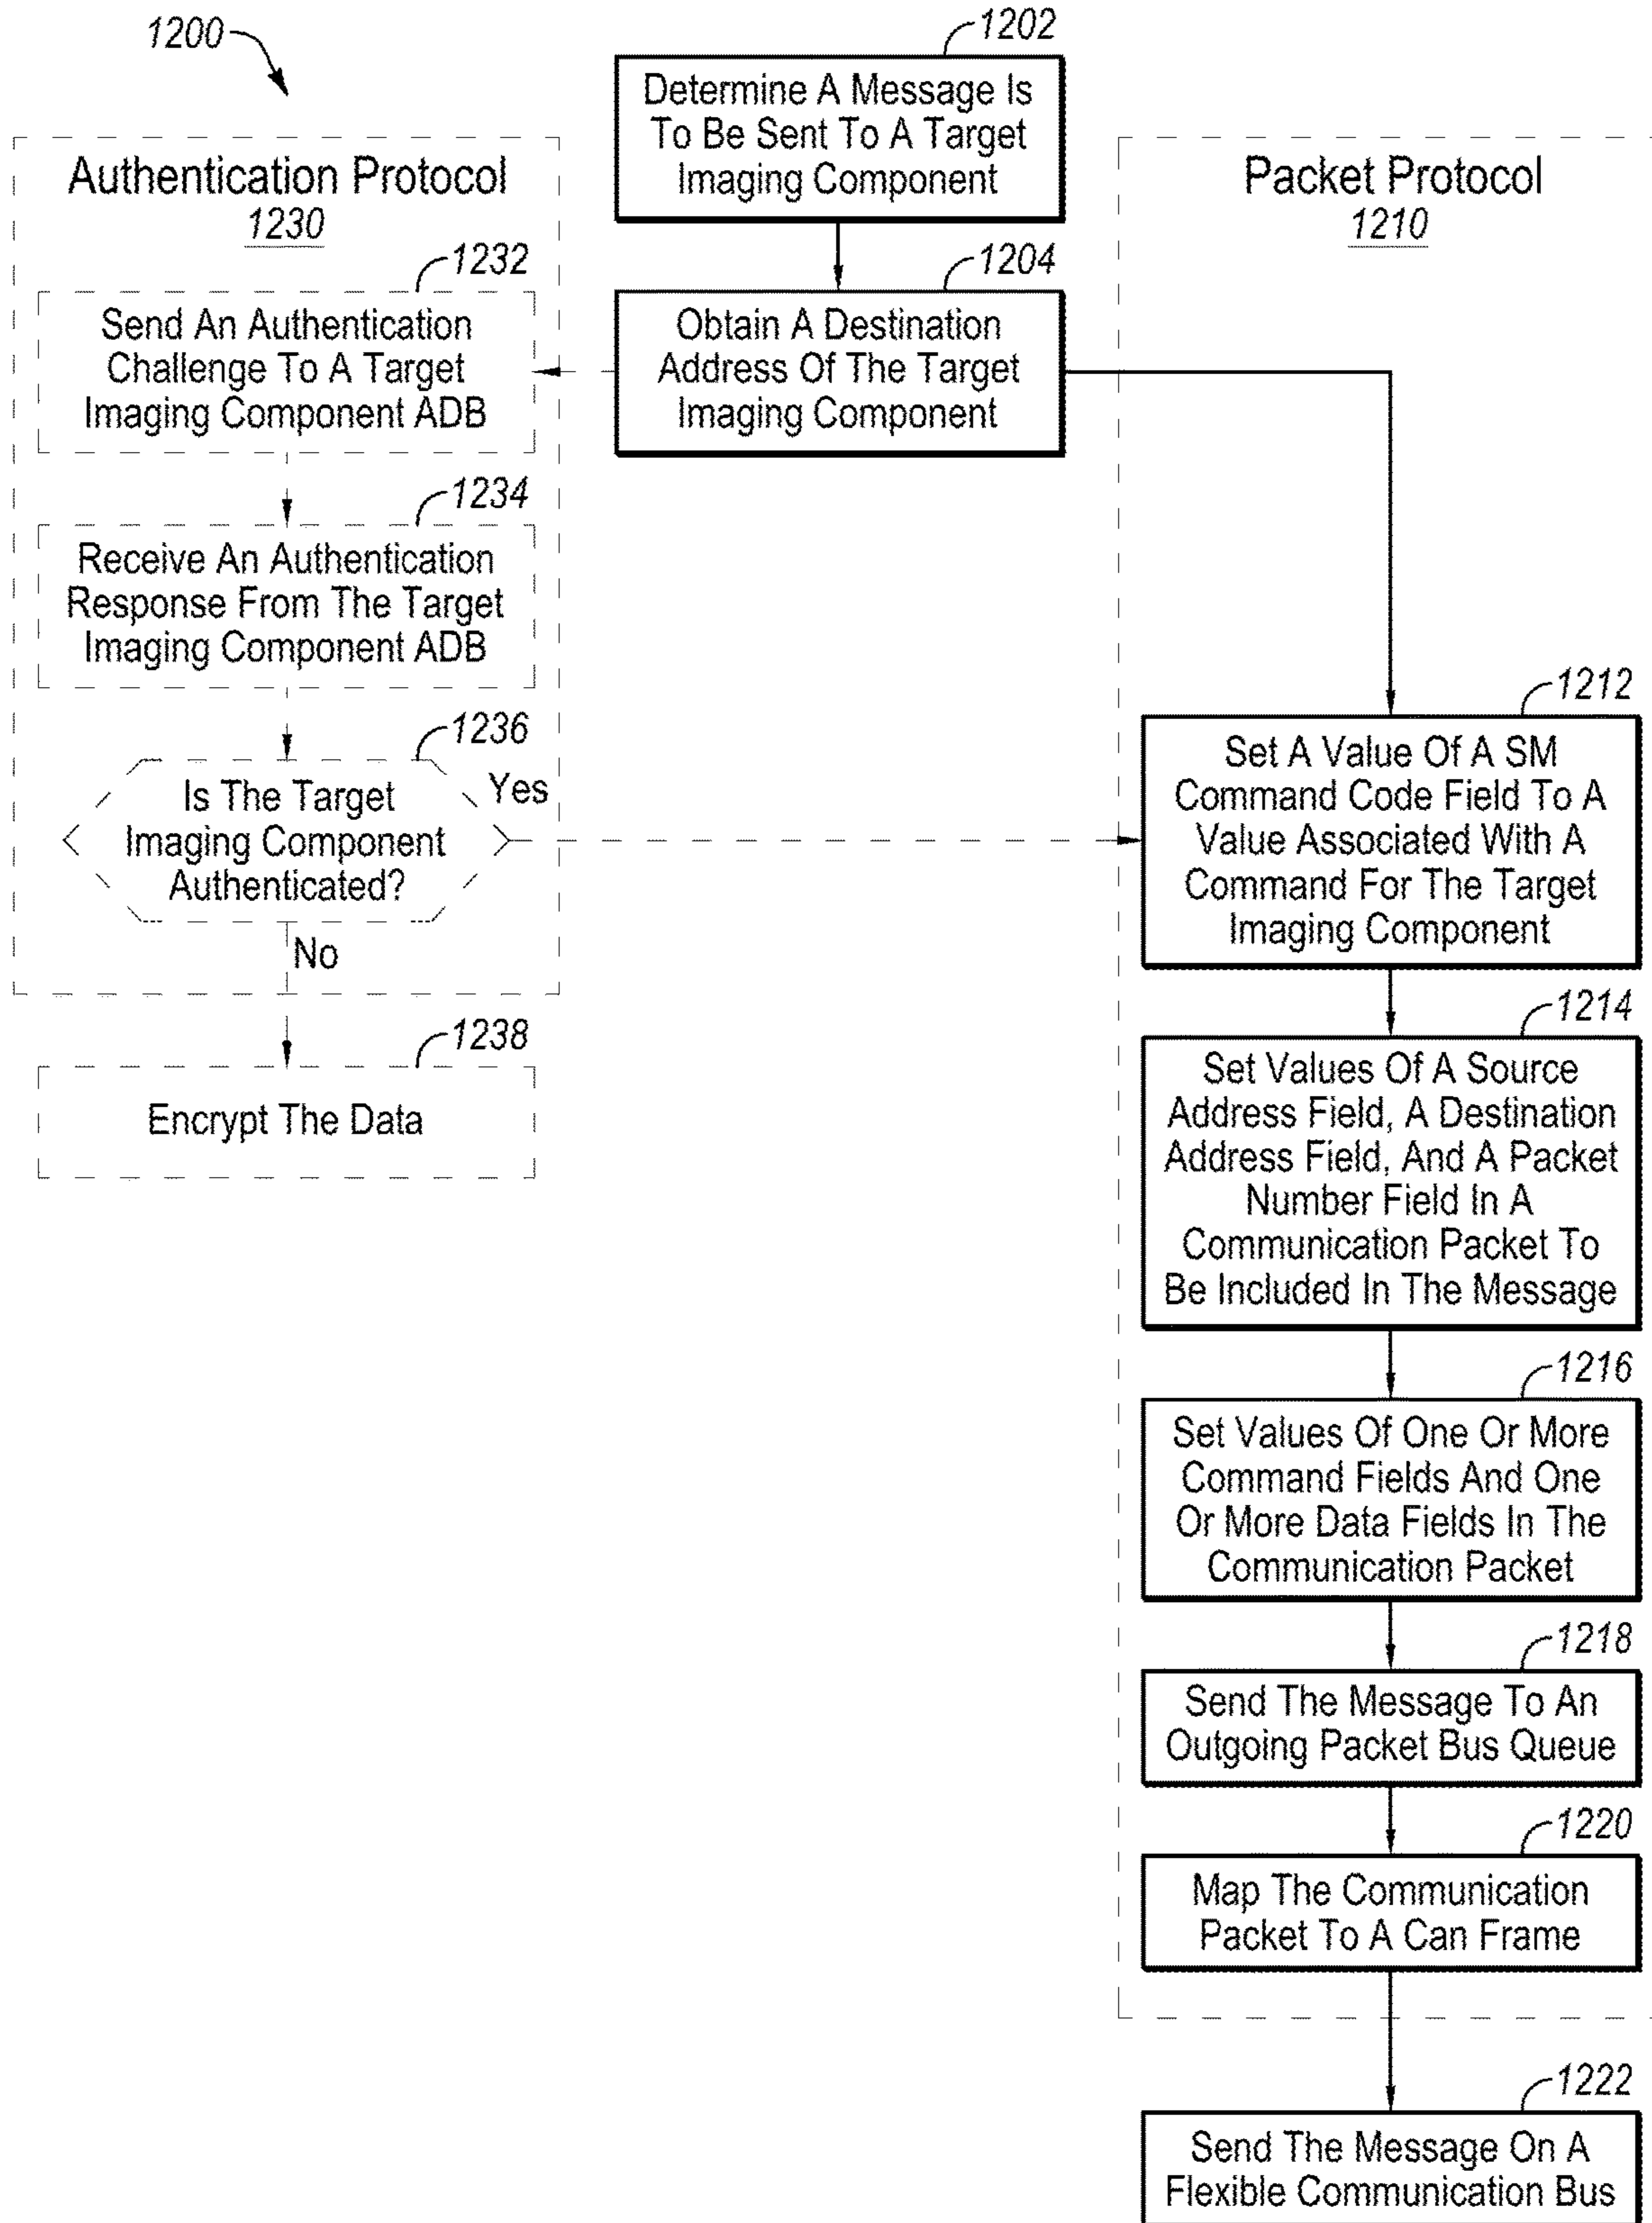 1200
1202
Determine A Message Is
To Be Sent To A Target
Imaging Component
Authentication Protocol
1230
1232
Send An Authentication
Challenge To A Target
Imaging Component ADB
1234
Receive An Authentication
Response From The Target
Imaging Component ADB
1236
Is The Target
Imaging Component
Authenticated?
Yes
No
1238
Encrypt The Data
1204
Obtain A Destination
Address Of The Target
Imaging Component
Packet Protocol
1210
1212
Set A Value Of A SM
Command Code Field To A
Value Associated With A
Command For The Target
Imaging Component
1214
Set Values Of A Source
Address Field, A Destination
Address Field, And A Packet
Number Field In A
Communication Packet To
Be Included In The Message
1216
Set Values Of One Or More
Command Fields And One
Or More Data Fields In The
Communication Packet
1218
Send The Message To An
Outgoing Packet Bus Queue
1220
Map The Communication
Packet To A Can Frame
1222
Send The Message On A
Flexible Communication Bus